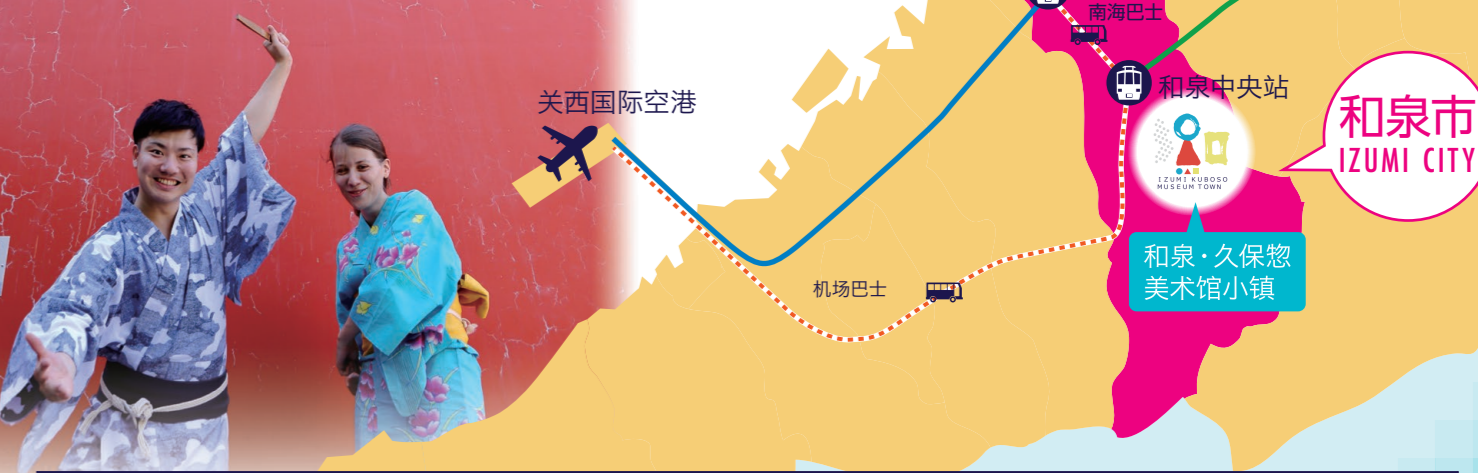 南海巴士
和泉中央站
关西国际空港
和泉市
IZUMI CITY
IZUMI KUBOSO
MUSEUM TOWN
和泉·久保惣
美术馆小镇
机场巴士